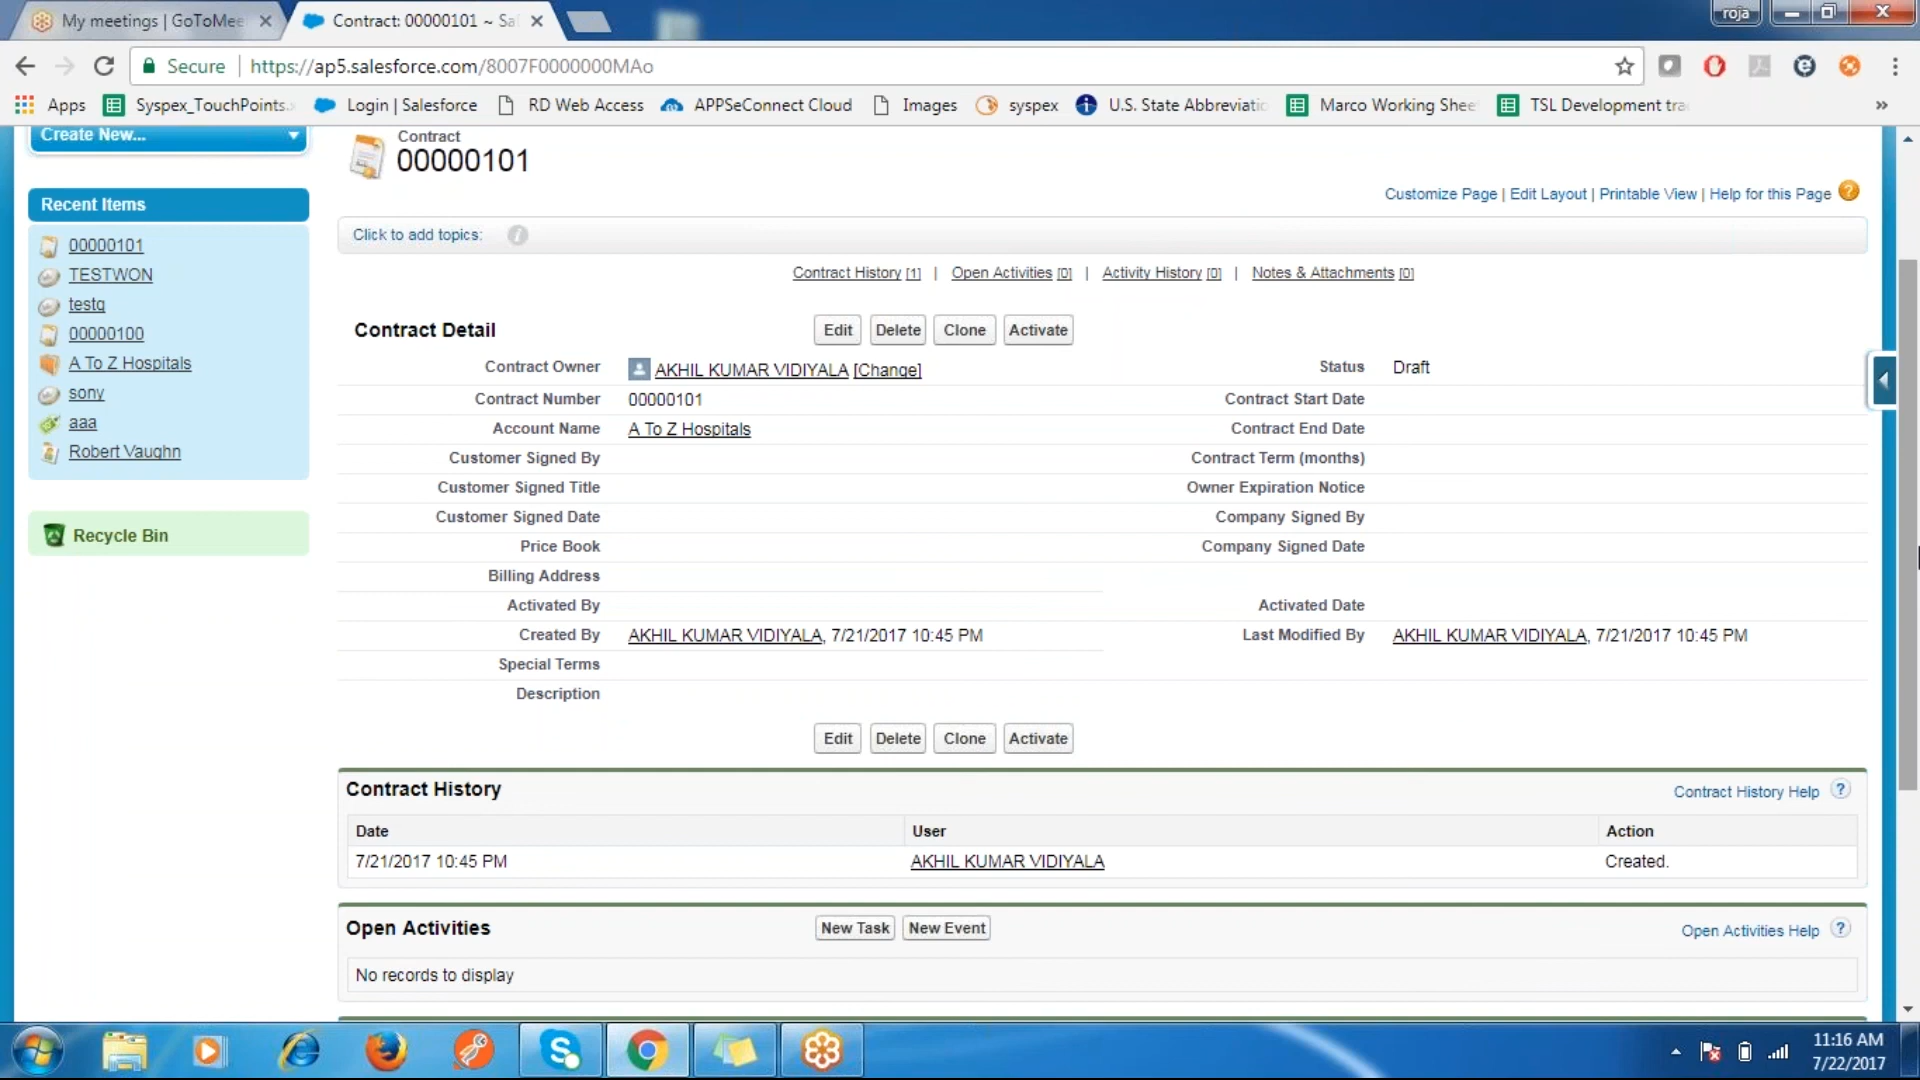 My meetings | GoToMee
Contract: 00000101 ~ Sa
roja
Secure
https://ap5.salesforce.com/8007F0000000MAo
Apps
Syspex_TouchPoints.x
Login | Salesforce
RD Web Access
APPSeConnect Cloud
Images
syspex
U.S. State Abbreviatio
Marco Working Shee
TSL Development tra
»
Create New...
Contract
00000101
Customize Page | Edit Layout | Printable View | Help for this Page ?
Recent Items
00000101
TESTWON
testq
00000100
A To Z Hospitals
sony
aaa
Robert Vaughn
Recycle Bin
Click to add topics: i
Contract History [1] | Open Activities [0] | Activity History [0] | Notes & Attachments [0]
Contract Detail Edit Delete Clone Activate
Contract Owner AKHIL KUMAR VIDIYALA [Change] Status Draft
Contract Number 00000101 Contract Start Date
Account Name A To Z Hospitals Contract End Date
Customer Signed By Contract Term (months)
Customer Signed Title Owner Expiration Notice
Customer Signed Date Company Signed By
Price Book Company Signed Date
Billing Address
Activated By Activated Date
Created By AKHIL KUMAR VIDIYALA, 7/21/2017 10:45 PM Last Modified By AKHIL KUMAR VIDIYALA, 7/21/2017 10:45 PM
Special Terms
Description
Edit Delete Clone Activate
Contract History Contract History Help ?
Date User Action
7/21/2017 10:45 PM AKHIL KUMAR VIDIYALA Created.
Open Activities New Task New Event Open Activities Help ?
No records to display
11:16 AM
7/22/2017